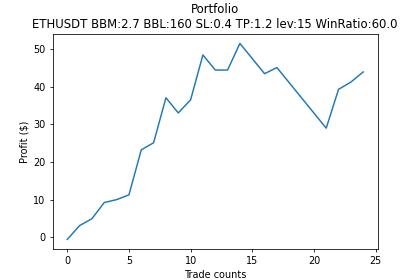 Portfolio
ETHUSDT BBM:2.7 BBL:160 SL:0.4 TP:1.2 lev:15 WinRatio:60.0
50
40
30
20
10
0
Profit ($)
0 5 10 15 20 25
Trade counts